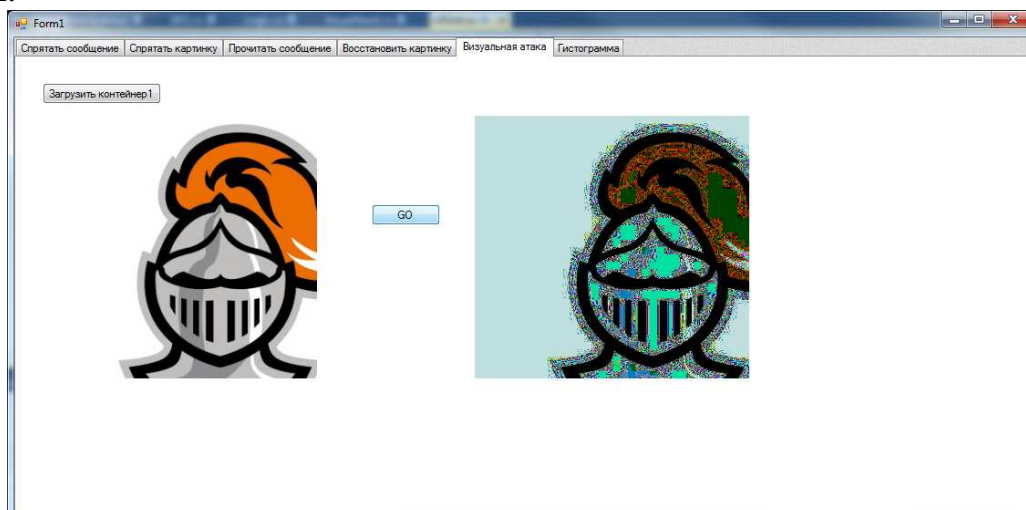 Form1
Спрятать сообщение Спрятать картинку Прочитать сообщение Восстановить картинку Визуальная атака Гистограмма
Загрузить контейнер1
GO